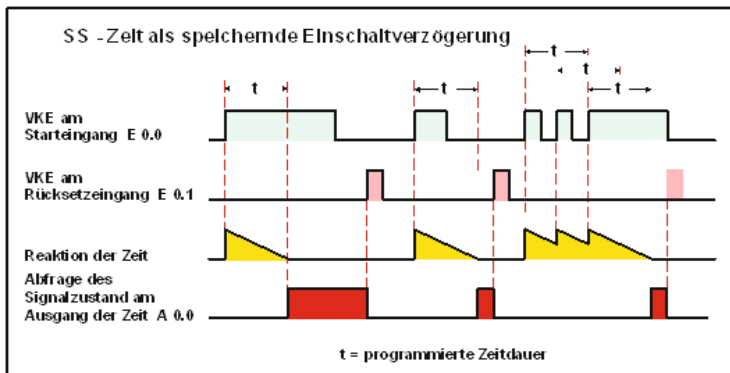 SS -Zeit als speichernde Einschaltverzögerung
t
t
t
t
t
VKE am
Starteingang E 0.0
VKE am
Rücksetzeingang E 0.1
Reaktion der Zeit
Abfrage des
Signalzustand am
Ausgang der Zeit A 0.0
t = programmierte Zeitdauer